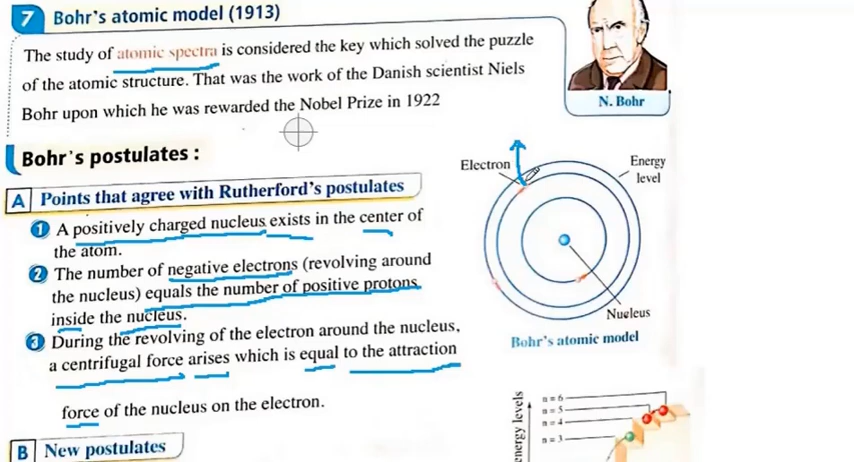 7 Bohr's atomic model (1913)
The study of atomic spectra is considered the key which solved the puzzle
of the atomic structure. That was the work of the Danish scientist Niels
Bohr upon which he was rewarded the Nobel Prize in 1922
N. Bohr
Bohr's postulates :
A Points that agree with Rutherford's postulates
1 A positively charged nucleus exists in the center of
the atom.
2 The number of negative electrons (revolving around
the nucleus) equals the number of positive protons
inside the nucleus.
3 During the revolving of the electron around the nucleus,
a centrifugal force arises which is equal to the attraction
force of the nucleus on the electron.
B New postulates
Electron
Energy
level
Nucleus
Bohr's atomic model
n = 6
n = 5
n = 4
n = 3
energy levels